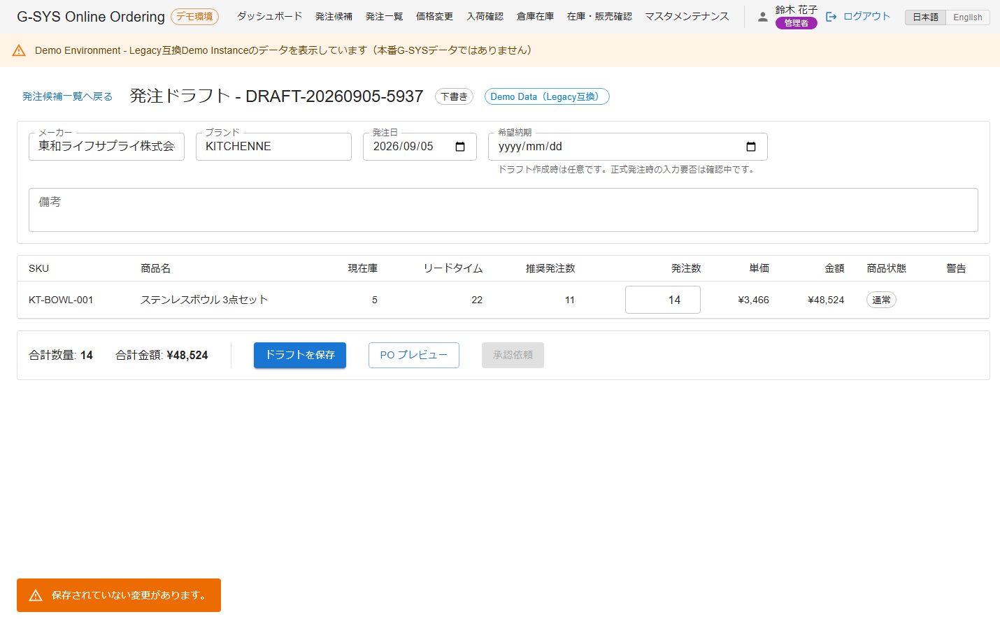 G-SYS Online Ordering デモ環境 ダッシュボード 発注候補 発注一覧 価格変更 入荷確認 倉庫在庫 在庫・販売確認 マスタメンテナンス 鈴木 花子 管理者 ログアウト 日本語 English
Demo Environment - Legacy互換Demo Instanceのデータを表示しています（本番G-SYSデータではありません）
発注候補一覧へ戻る 発注ドラフト - DRAFT-20260905-5937 下書き Demo Data（Legacy互換）
メーカー ブランド 発注日 希望納期
東和ライフサプライ株式会 KITCHENNE 2026/09/05 yyyy/mm/dd
ドラフト作成時は任意です。正式発注時の入力要否は確認中です。
備考
SKU 商品名 現在庫 リードタイム 推奨発注数 発注数 単価 金額 商品状態 警告
KT-BOWL-001 ステンレスボウル 3点セット 5 22 11 14 ¥3,466 ¥48,524 通常
合計数量: 14 合計金額: ¥48,524 ドラフトを保存 PO プレビュー 承認依頼
保存されていない変更があります。